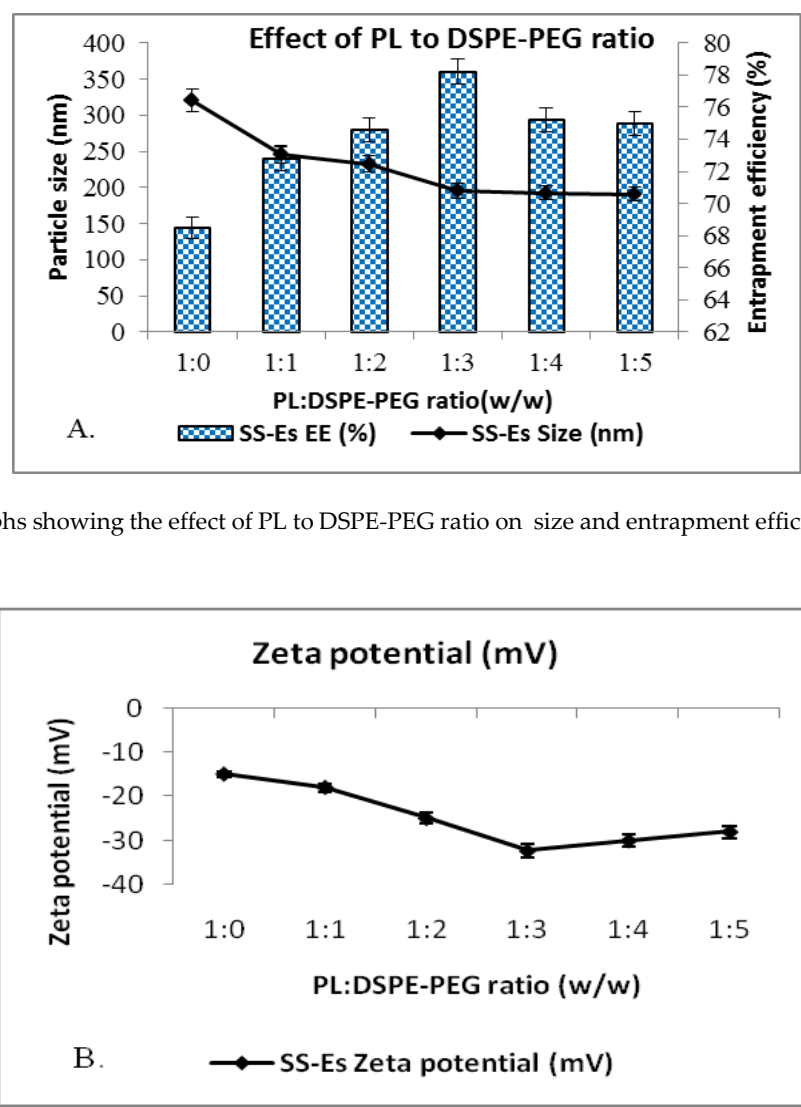 Effect of PL to DSPE-PEG ratio
Particle size (nm)
400
350
300
250
200
150
100
50
0
80
78
76
74
72
70
68
66
64
62
Entrapment efficiency (%)
1:0 1:1 1:2 1:3 1:4 1:5
PL:DSPE-PEG ratio(w/w)
A.
SS-Es EE (%) SS-Es Size (nm)
showing the effect of PL to DSPE-PEG ratio on size and entrapment
Zeta potential (mV)
Zeta potential (mV)
0
-10
-20
-30
-40
1:0 1:1 1:2 1:3 1:4 1:5
PL:DSPE-PEG ratio (w/w)
B.
SS-Es Zeta potential (mV)